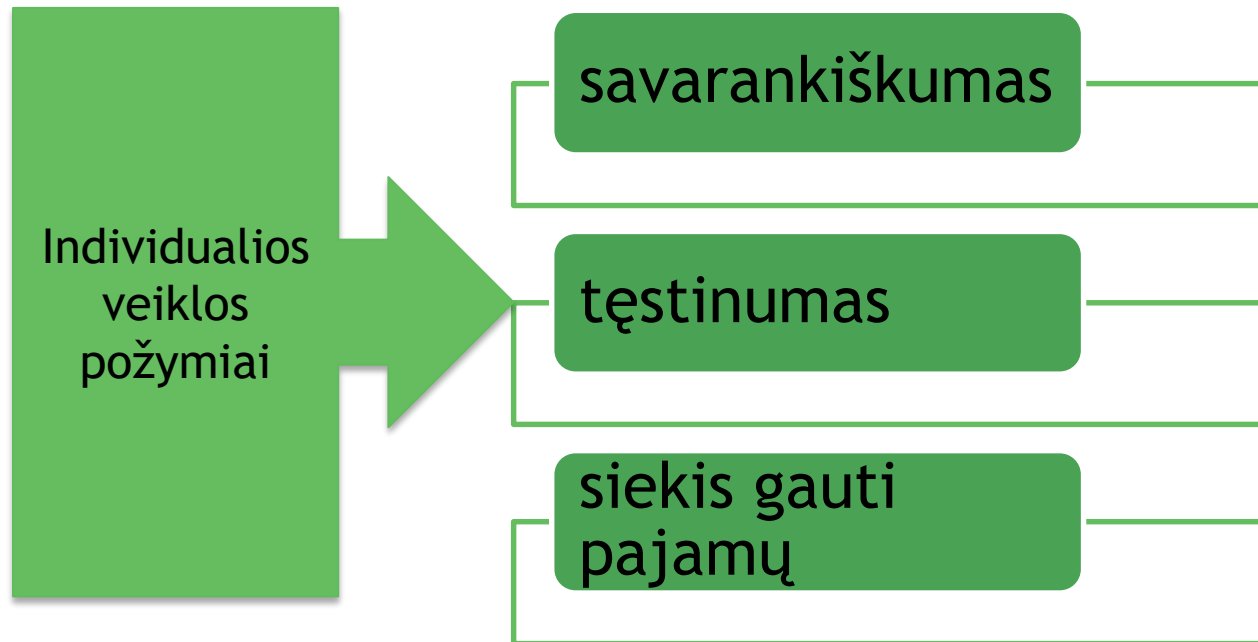 Individualios
veiklos
požymiai
savarankiškumas
tęstinumas
siekis gauti
pajamų